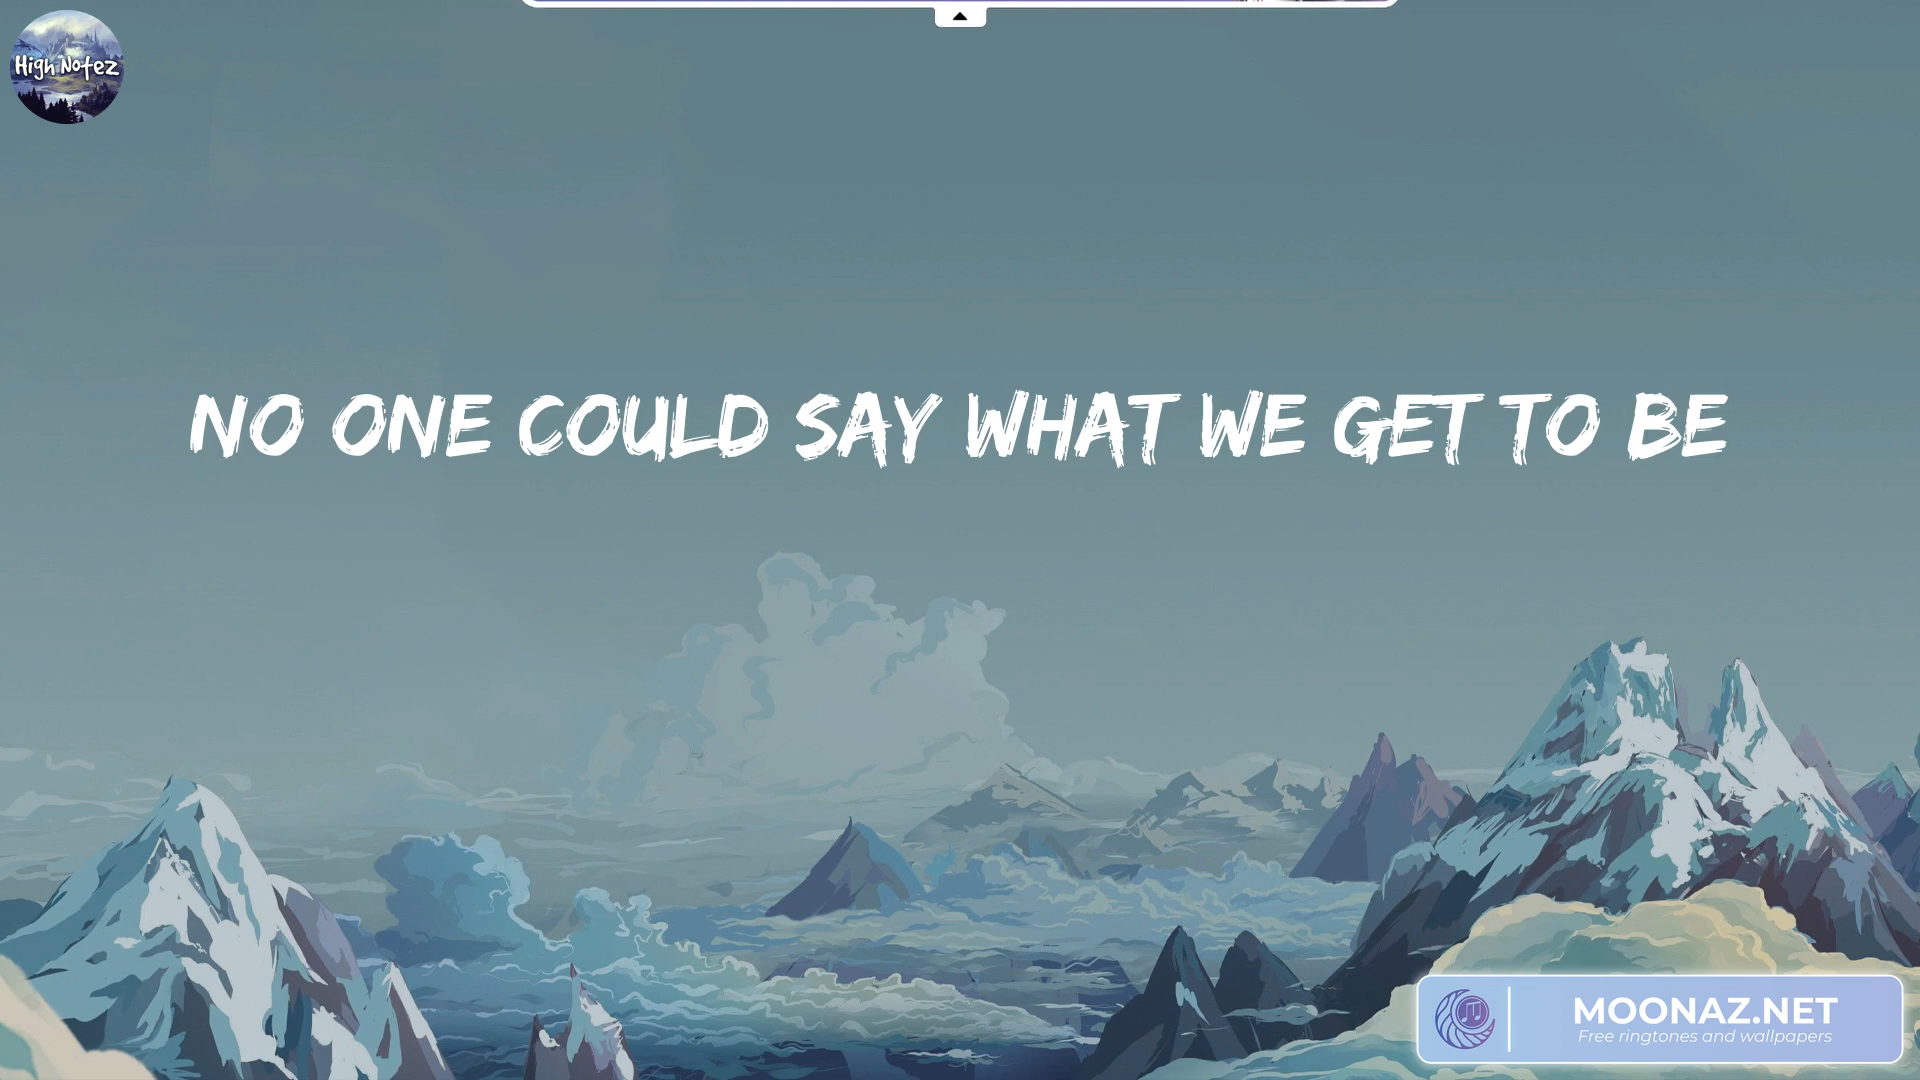 High Notez
NO ONE COULD SAY WHAT WE GET TO BE
MOONAZ.NET
Free ringtones and wallpapers